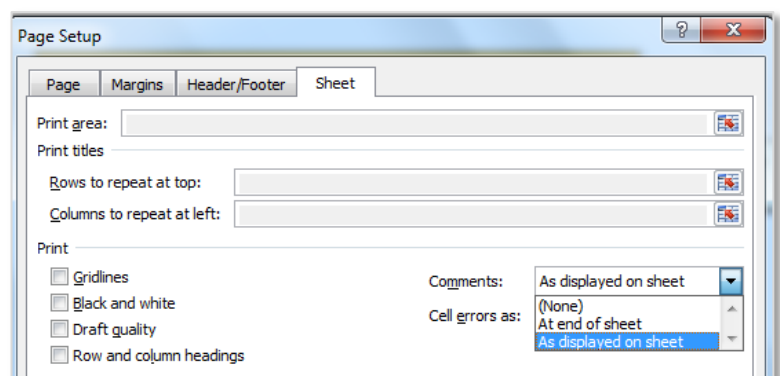 Page Setup
Page Margins Header/Footer Sheet
Print area:
Print titles
Rows to repeat at top:
Columns to repeat at left:
Print
Gridlines
Black and white
Draft quality
Row and column headings
Comments: As displayed on sheet
(None)
Cell errors as: At end of sheet
As displayed on sheet